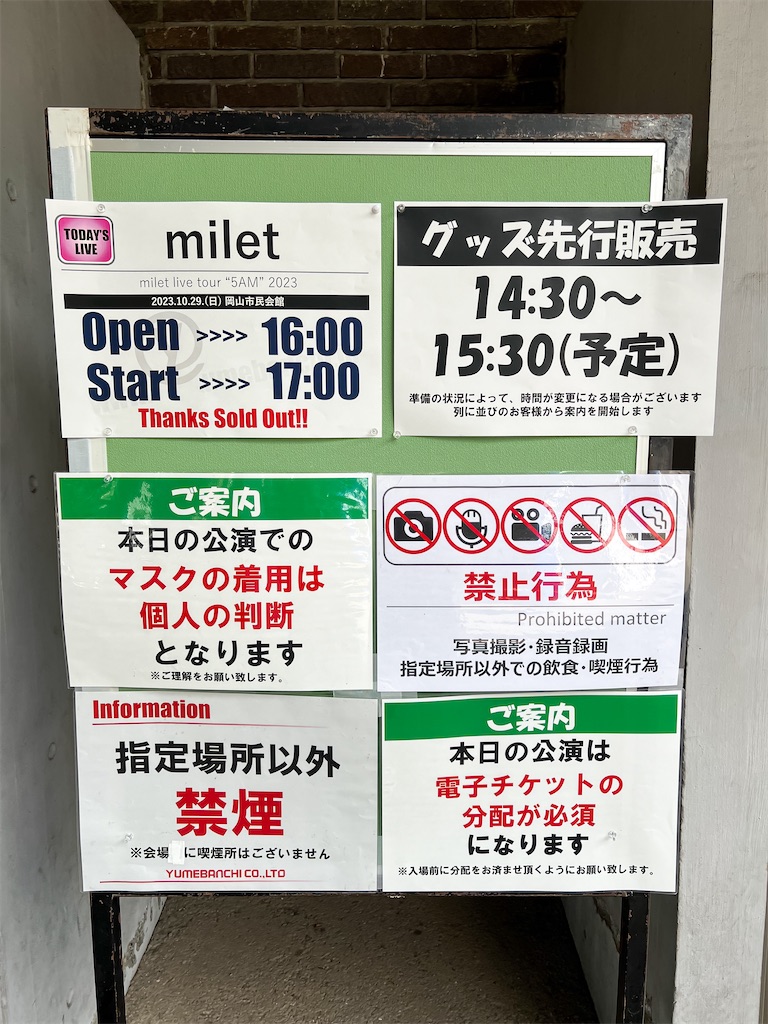 TODAY'S
LIVE
milet
milet live tour “5AM” 2023
2023.10.29.(日) 岡山市民会館
Open >>>> 16:00
Start >>>> 17:00
Thanks Sold Out!!
グッズ先行販売
14:30～
15:30(予定)
準備の状況によって、時間が変更になる場合がございます
列に並びのお客様から案内を開始します
ご案内
本日の公演での
マスクの着用は
個人の判断
となります
※ご理解をお願い致します。
禁止行為
Prohibited matter
写真撮影・録音録画
指定場所以外での飲食・喫煙行為
Information
指定場所以外
禁煙
※会場 に喫煙所はございません
YUMEBANCHI CO.,LTD
ご案内
本日の公演は
電子チケットの
分配が必須
になります
※入場前に分配をお済ませ頂くようにお願い致します。